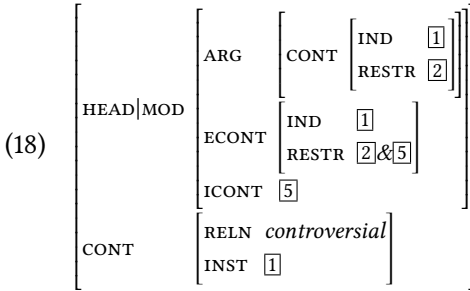 ARG CONT IND 1
RESTR 2
HEAD|MOD
ECONT IND 1
RESTR 2&5
(18)
ICONT 5
CONT RELN controversial
INST 1